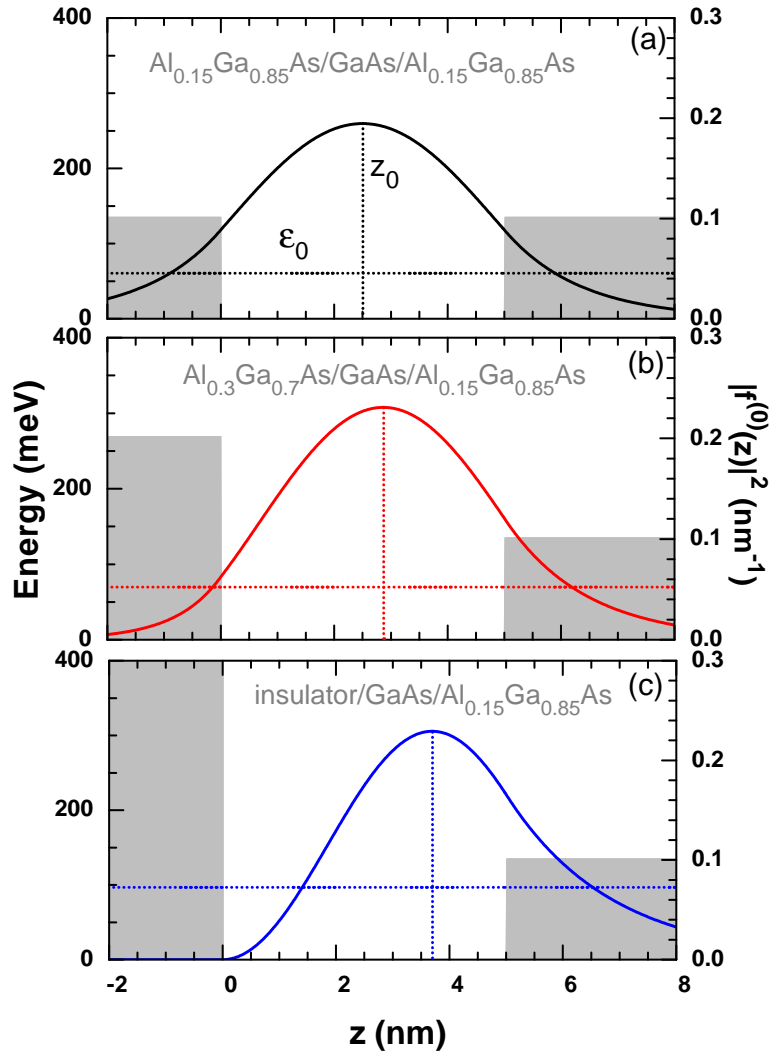 (a)
Al0.15Ga0.85As/GaAs/Al0.15Ga0.85As
z0
ε0
400
200
0
0.3
0.2
0.1
0.0
(b)
Al0.3Ga0.7As/GaAs/Al0.15Ga0.85As
400
200
0
0.3
0.2
0.1
0.0
Energy (meV)
|f(0)(z)|2 (nm-1)
(c)
insulator/GaAs/Al0.15Ga0.85As
400
200
0
0.3
0.2
0.1
0.0
-2 0 2 4 6 8
z (nm)